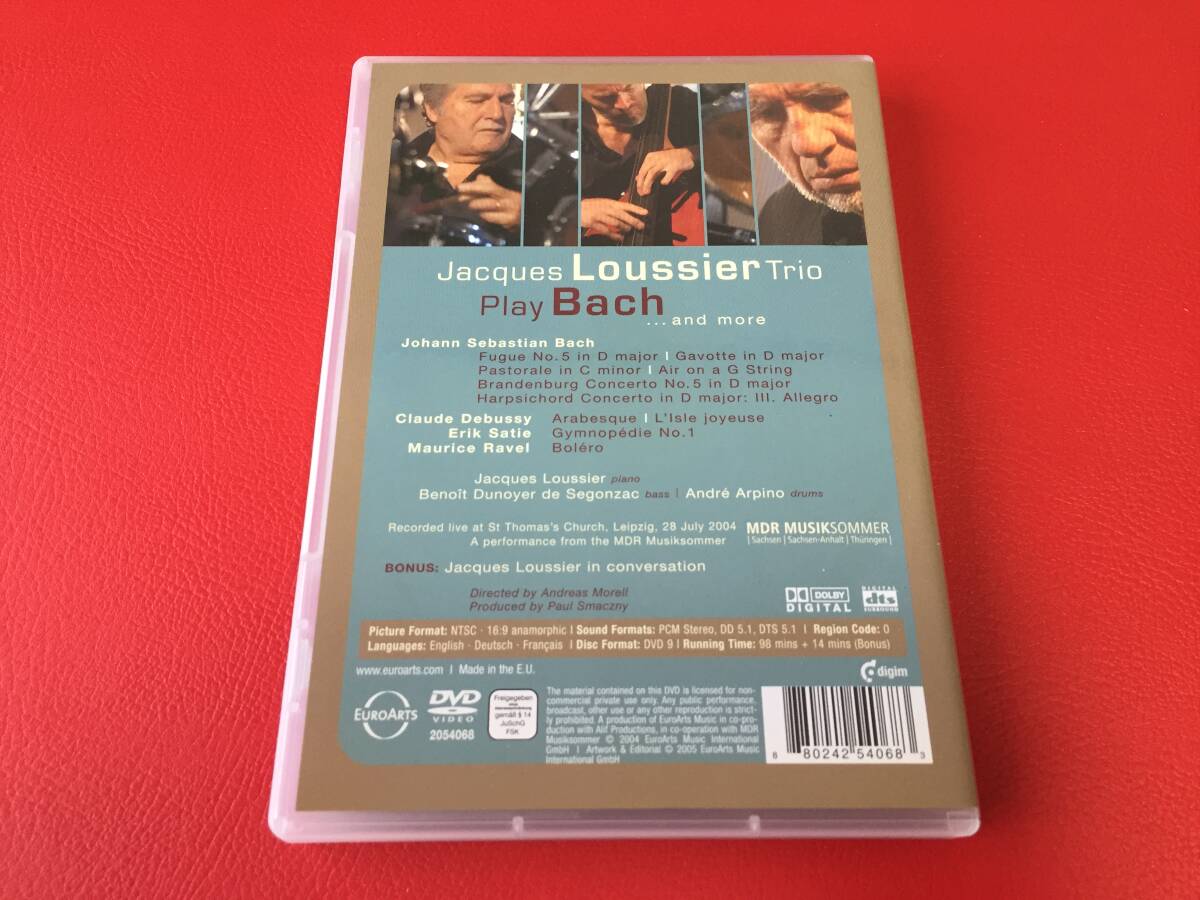 Jacques Loussier Trio
Play Bach
...and more
Johann Sebastian Bach
Fugue No.5 in D major | Gavotte in D major
Pastorale in C minor | Air on a G String
Brandenburg Concerto No.5 in D major
Harpsichord Concerto in D major: III. Allegro
Claude Debussy Arabesque | L'Isle joyeuse
Erik Satie Gymnopédie No.1
Maurice Ravel Boléro
Jacques Loussier piano
Benoît Dunoyer de Segonzac bass | André Arpino drums
Recorded live at St Thomas's Church, Leipzig, 28 July 2004
A performance from the MDR Musiksommer
MDR MUSIKSOMMER
| Sachsen | Sachsen-Anhalt | Thüringen |
BONUS: Jacques Loussier in conversation
Directed by Andreas Morell
Produced by Paul Smaczny
DOLBY
DIGITAL
DIGITAL
dts
SURROUND
Picture Format: NTSC · 16:9 anamorphic | Sound Formats: PCM Stereo, DD 5.1, DTS 5.1 | Region Code: 0
Languages: English · Deutsch · Français | Disc Format: DVD 9 | Running Time: 98 mins + 14 mins (Bonus)
www.euroarts.com | Made in the E.U.
digim
EUROARTS
DVD
VIDEO
2054068
Freigegeben
gemäß § 14
JuSchG
FSK
The material contained on this DVD is licensed for non-
commercial private use only. Any public performance,
broadcast, other use or any other reproduction is strict-
ly prohibited. A production of EuroArts Music in co-pro-
duction with Alif Productions, in co-operation with MDR
Musiksommer © 2004 EuroArts Music International
GmbH | Artwork & Editorial © 2005 EuroArts Music
International GmbH
8 80242 54068 3